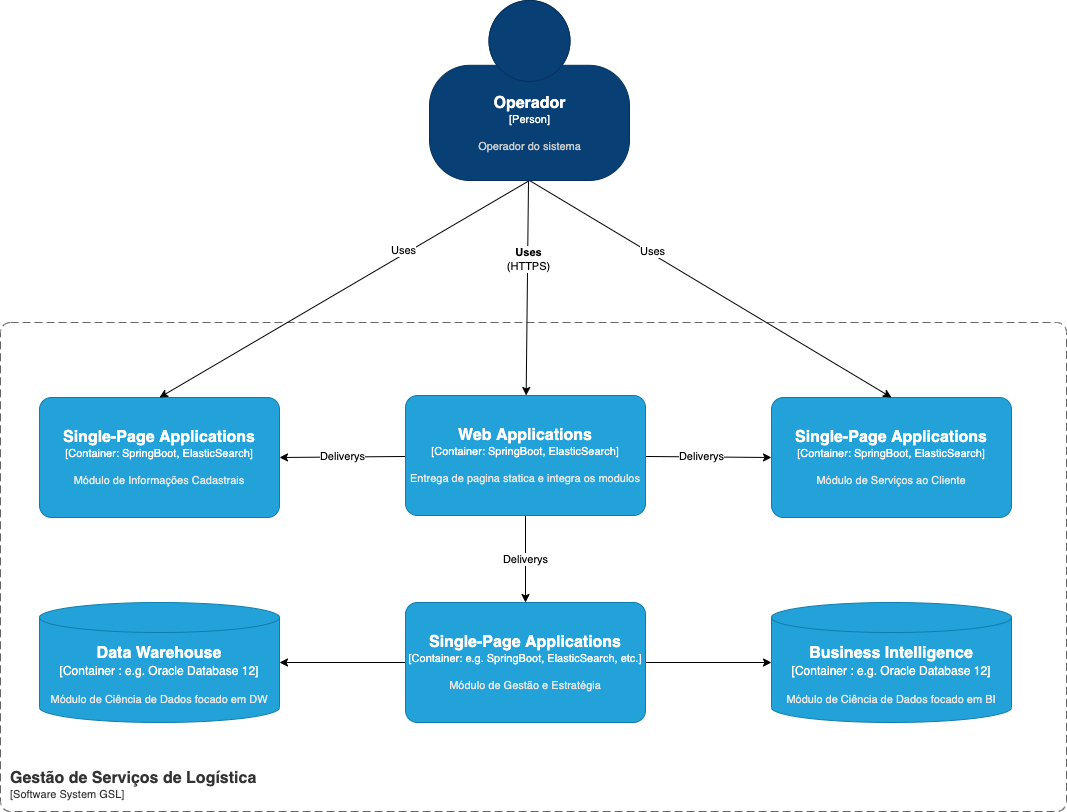 Operador
[Person]
Operador do sistema
Uses
Uses
(HTTPS)
Uses
Single-Page Applications
[Container: SpringBoot, ElasticSearch]
Módulo de Informações Cadastrais
Deliverys
Web Applications
[Container: SpringBoot, ElasticSearch]
Entrega de pagina statica e integra os modulos
Deliverys
Single-Page Applications
[Container: SpringBoot, ElasticSearch]
Módulo de Serviços ao Cliente
Deliverys
Data Warehouse
[Container : e.g. Oracle Database 12]
Módulo de Ciência de Dados focado em DW
Single-Page Applications
[Container: e.g. SpringBoot, ElasticSearch, etc.]
Módulo de Gestão e Estratégia
Business Intelligence
[Container : e.g. Oracle Database 12]
Módulo de Ciência de Dados focado em BI
Gestão de Serviços de Logística
[Software System GSL]